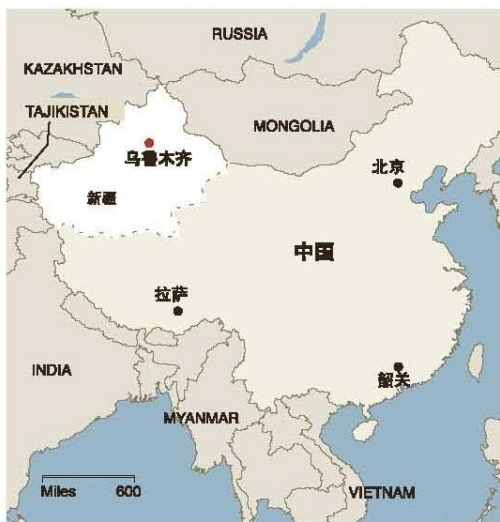 RUSSIA
KAZAKHSTAN
TAJIKISTAN
MONGOLIA
乌鲁木齐
北京
新疆
中国
拉萨
INDIA
韶关
MYANMAR
Miles 600
VIETNAM